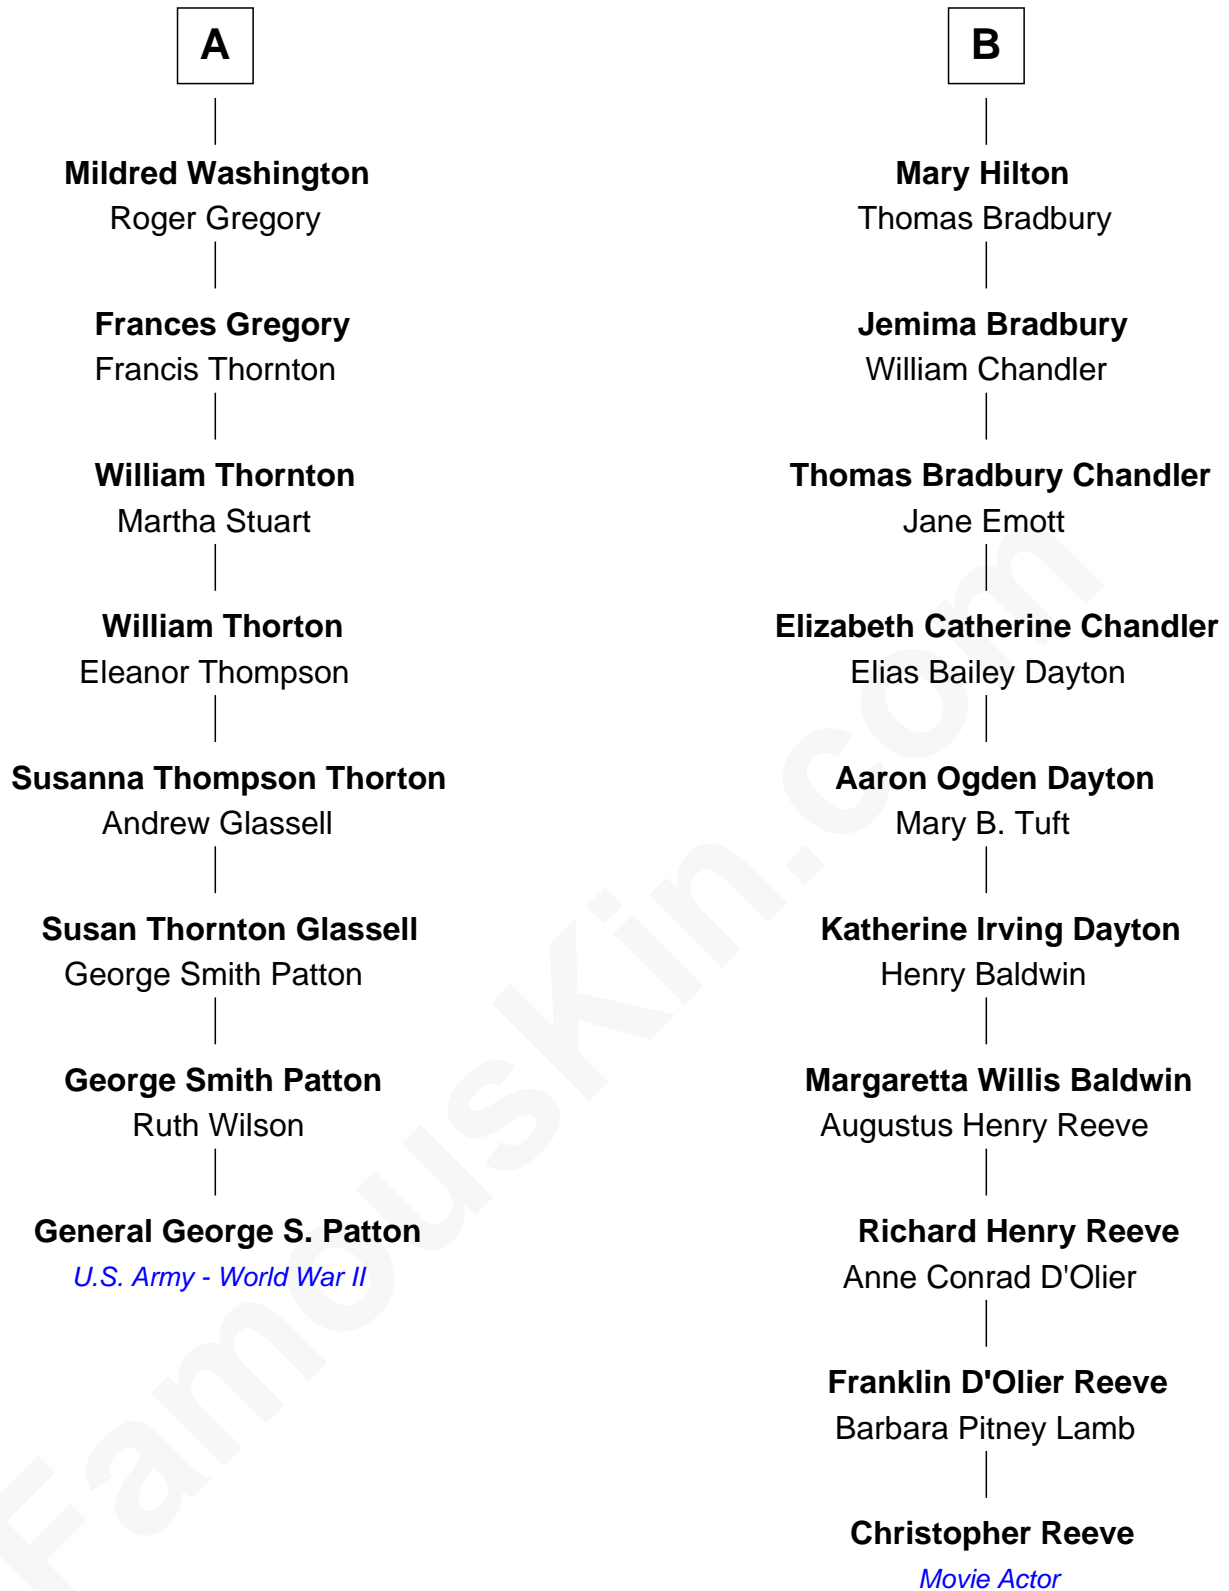 A
Mildred Washington
Roger Gregory
Frances Gregory
Francis Thornton
William Thornton
Martha Stuart
William Thorton
Eleanor Thompson
Susanna Thompson Thorton
Andrew Glassell
Susan Thornton Glassell
George Smith Patton
George Smith Patton
Ruth Wilson
General George S. Patton
U.S. Army - World War II
B
Mary Hilton
Thomas Bradbury
Jemima Bradbury
William Chandler
Thomas Bradbury Chandler
Jane Emott
Elizabeth Catherine Chandler
Elias Bailey Dayton
Aaron Ogden Dayton
Mary B. Tuft
Katherine Irving Dayton
Henry Baldwin
Margaretta Willis Baldwin
Augustus Henry Reeve
Richard Henry Reeve
Anne Conrad D'Olier
Franklin D'Olier Reeve
Barbara Pitney Lamb
Christopher Reeve
Movie Actor
FamousKin.com